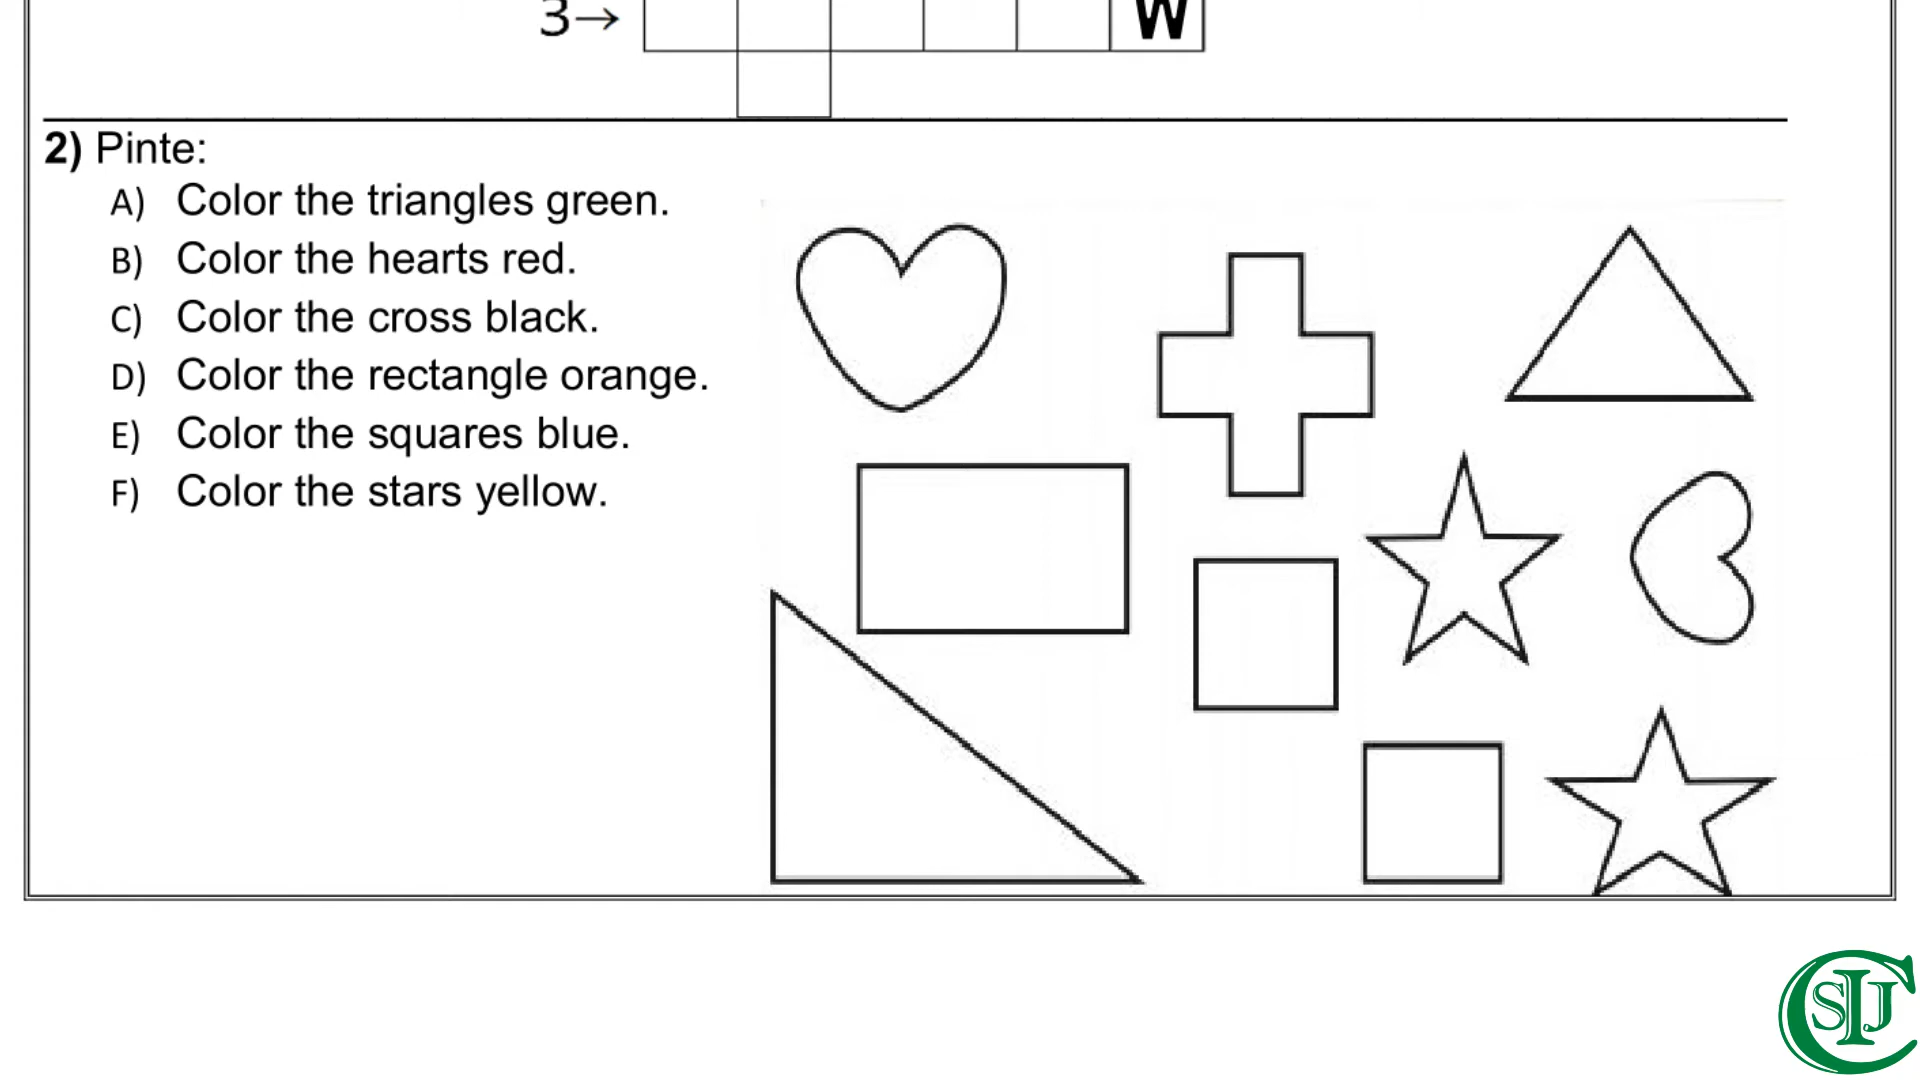 3→ W
2) Pinte:
A) Color the triangles green.
B) Color the hearts red.
C) Color the cross black.
D) Color the rectangle orange.
E) Color the squares blue.
F) Color the stars yellow.
CSIJ